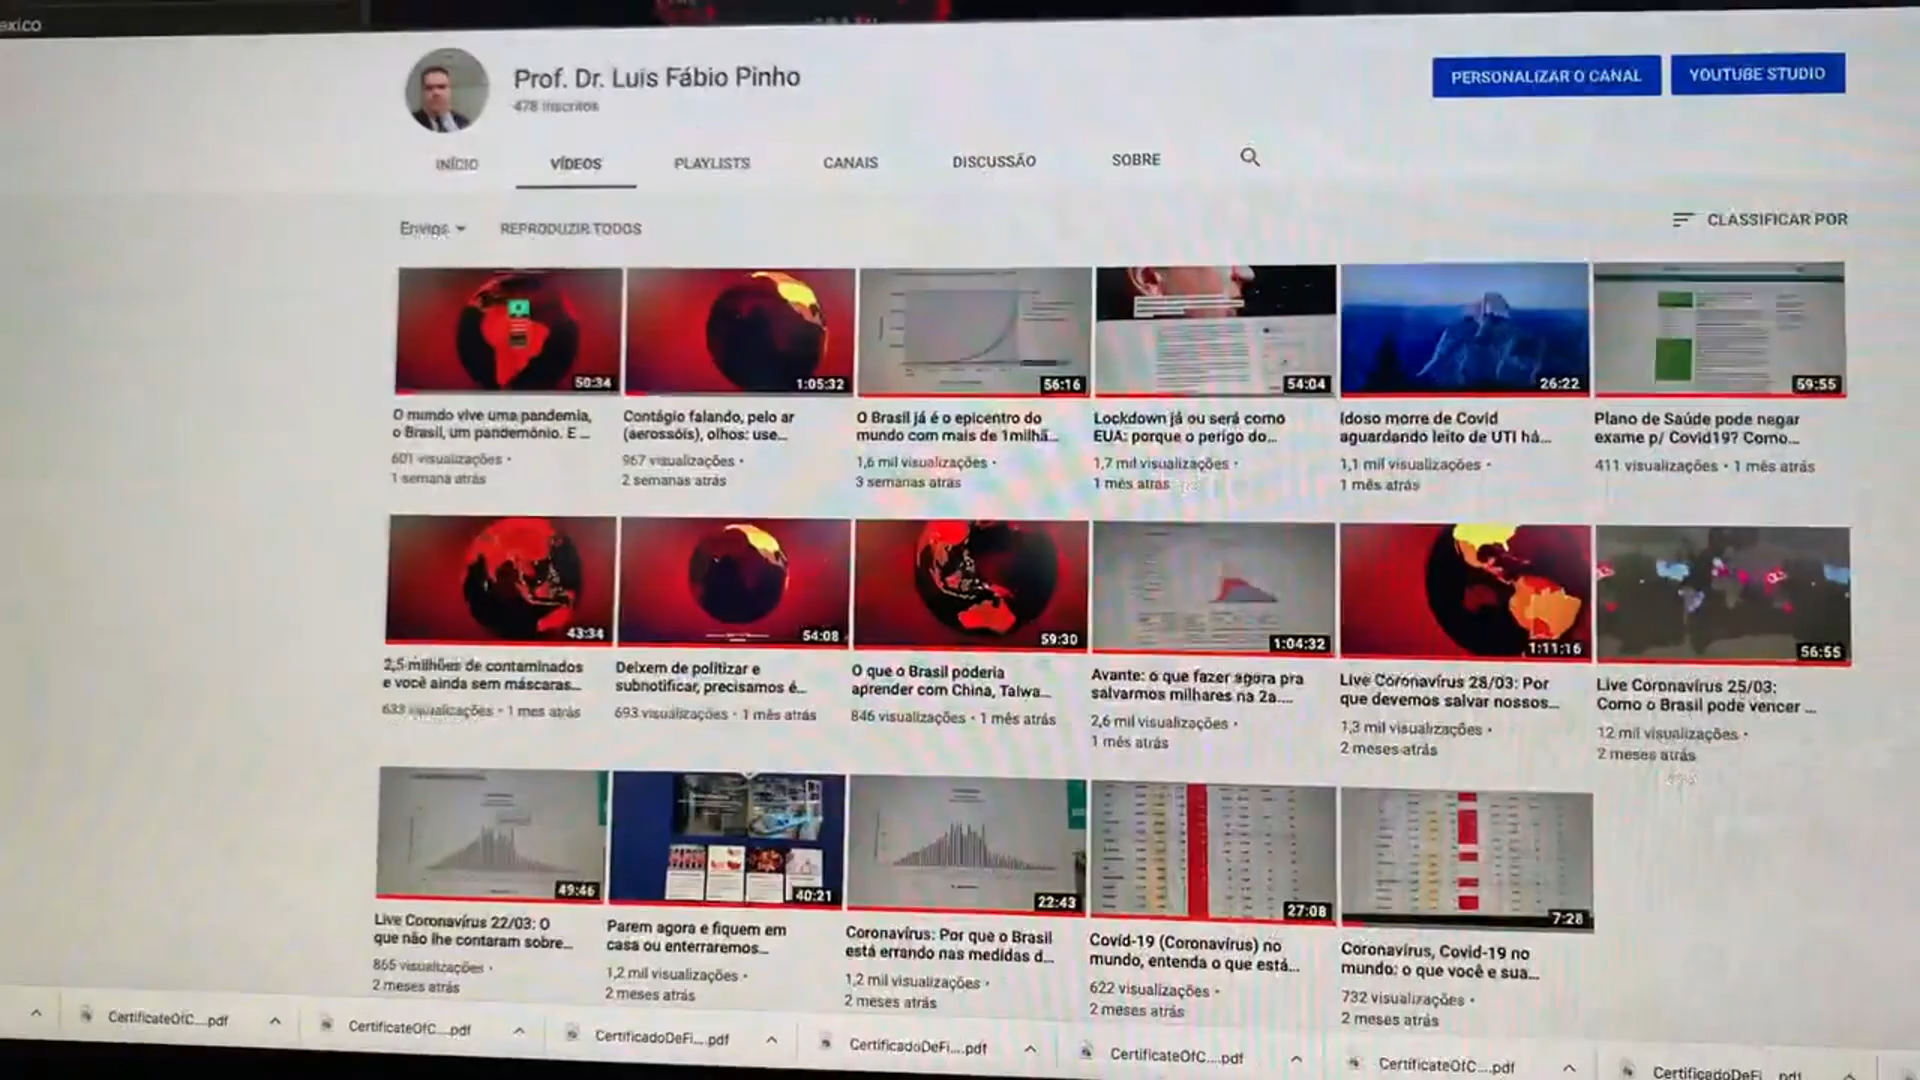 exico
Prof. Dr. Luis Fábio Pinho
478 inscritos
PERSONALIZAR O CANAL
YOUTUBE STUDIO
INÍCIO
VÍDEOS
PLAYLISTS
CANAIS
DISCUSSÃO
SOBRE
Envios
REPRODUZIR TODOS
CLASSIFICAR POR
50:34
1:05:32
56:16
54:04
26:22
59:55
O mundo vive uma pandemia,
o Brasil, um pandemônio. E ...
601 visualizações •
1 semana atrás
Contágio falando, pelo ar
(aerossóis), olhos: use...
967 visualizações •
2 semanas atrás
O Brasil já é o epicentro do
mundo com mais de 1milhã...
1,6 mil visualizações •
3 semanas atrás
Lockdown já ou será como
EUA: porque o perigo do...
1,7 mil visualizações •
1 mês atrás
Idoso morre de Covid
aguardando leito de UTI há...
1,1 mil visualizações •
1 mês atrás
Plano de Saúde pode negar
exame p/ Covid19? Como...
411 visualizações • 1 mês atrás
43:34
54:08
59:30
1:04:32
1:11:16
56:55
2,5 milhões de contaminados
e você ainda sem máscaras...
633 visualizações • 1 mês atrás
Deixem de politizar e
subnotificar, precisamos é...
693 visualizações • 1 mês atrás
O que o Brasil poderia
aprender com China, Taiwa...
846 visualizações • 1 mês atrás
Avante: o que fazer agora pra
salvarmos milhares na 2a....
2,6 mil visualizações •
1 mês atrás
Live Coronavírus 28/03: Por
que devemos salvar nossos...
1,3 mil visualizações •
2 meses atrás
Live Coronavírus 25/03:
Como o Brasil pode vencer ...
12 mil visualizações •
2 meses atrás
49:46
40:21
22:43
27:08
7:28
Live Coronavírus 22/03: O
que não lhe contaram sobre...
865 visualizações •
2 meses atrás
Parem agora e fiquem em
casa ou enterraremos...
1,2 mil visualizações •
2 meses atrás
Coronavírus: Por que o Brasil
está errando nas medidas d...
1,2 mil visualizações •
2 meses atrás
Covid-19 (Coronavírus) no
mundo, entenda o que está...
622 visualizações •
2 meses atrás
Coronavírus, Covid-19 no
mundo: o que você e sua...
732 visualizações •
2 meses atrás
CertificateOfC....pdf
CertificateOfC....pdf
CertificadoDeFi....pdf
CertificadoDeFi....pdf
CertificateOfC....pdf
CertificateOfC....pdf
CertificadoDeFi....pdf